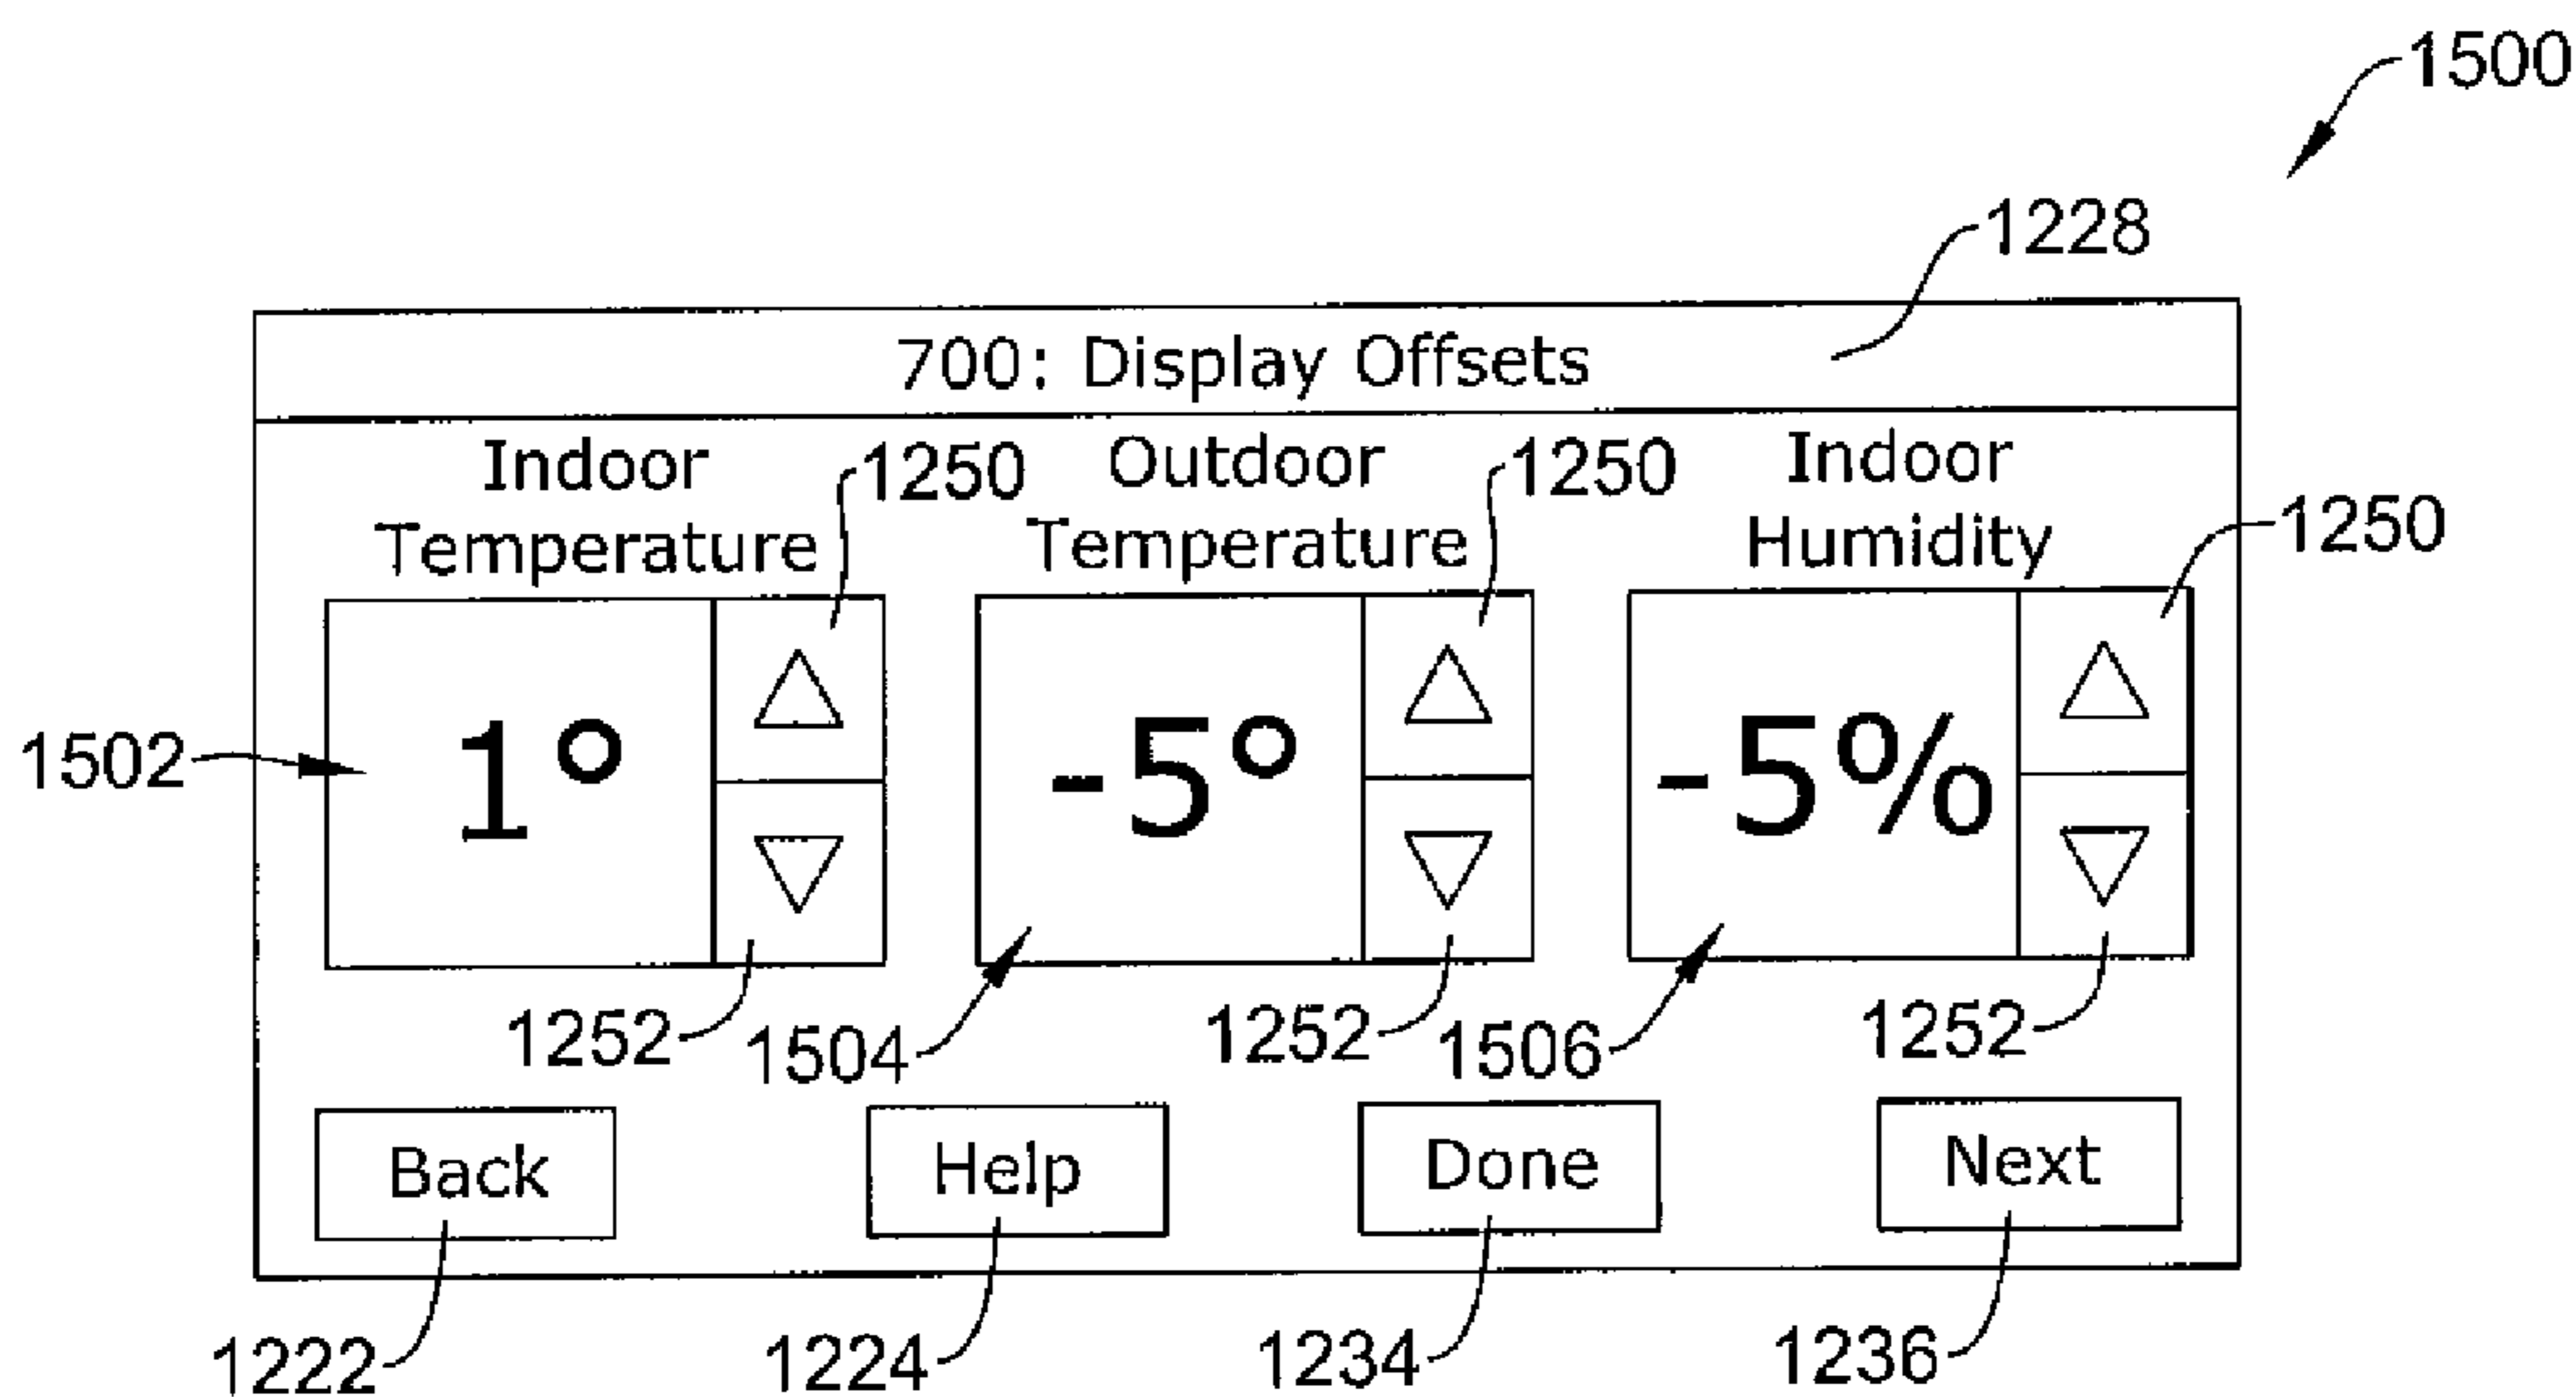 1500
1228
700: Display Offsets
Indoor Temperature
1250
Outdoor Temperature
1250
Indoor Humidity
1250
1502
1°
-5°
-5%
1252
1504
1252
1506
1252
Back
Help
Done
Next
1222
1224
1234
1236